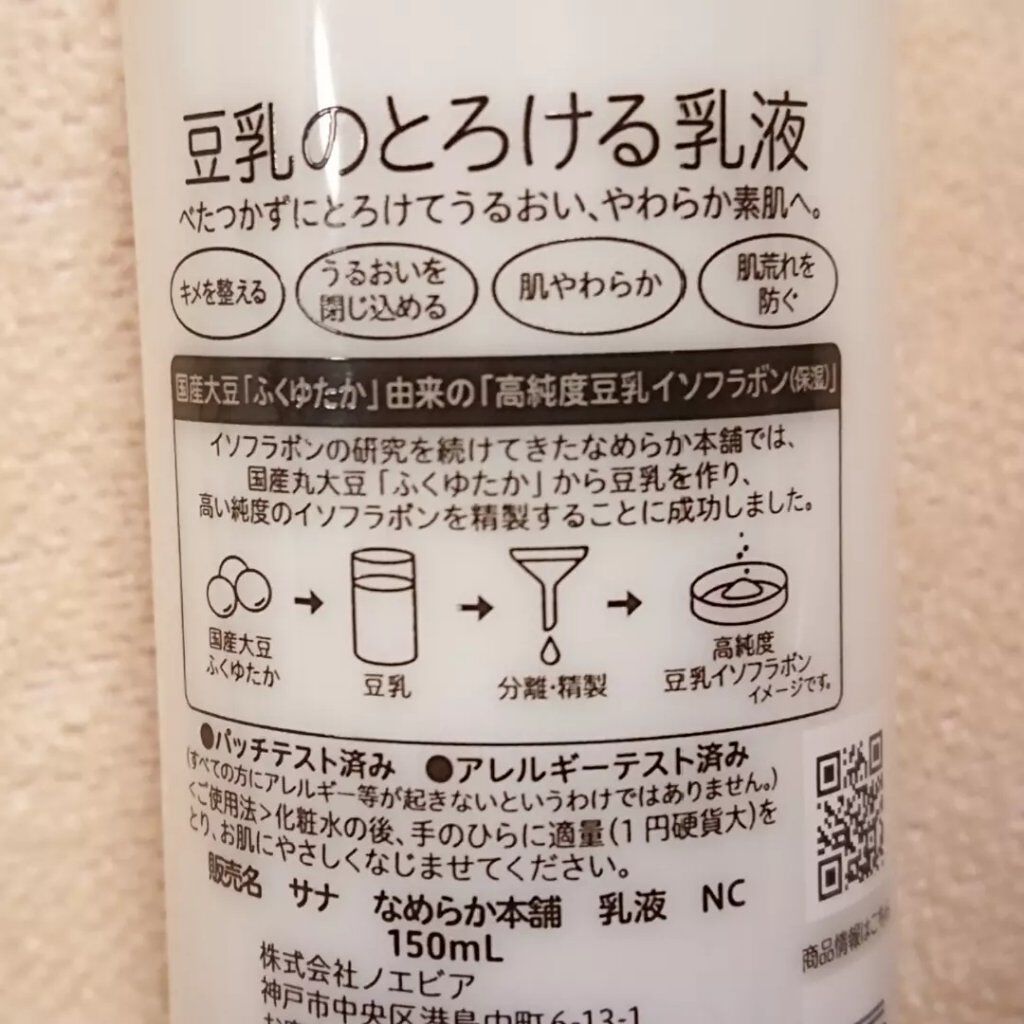 豆乳のとろける乳液
べたつかずにとろけてうるおい、やわらか素肌へ。
キメを整える
うるおいを
閉じ込める
肌やわらか
肌荒れを
防ぐ
国産大豆「ふくゆたか」由来の「高純度豆乳イソフラボン(保湿)」
イソフラボンの研究を続けてきたなめらか本舗では、
国産丸大豆「ふくゆたか」から豆乳を作り、
高い純度のイソフラボンを精製することに成功しました。
国産大豆
ふくゆたか
豆乳
分離・精製
高純度
豆乳イソフラボン
イメージです。
●パッチテスト済み ●アレルギーテスト済み
(すべての方にアレルギー等が起きないというわけではありません。)
<ご使用法>化粧水の後、手のひらに適量(1円硬貨大)を
とり、お肌にやさしくなじませてください。
販売名 サナ なめらか本舗 乳液 NC
150mL
株式会社ノエビア
神戸市中央区港島中町6-13-1
商品情報はこちら